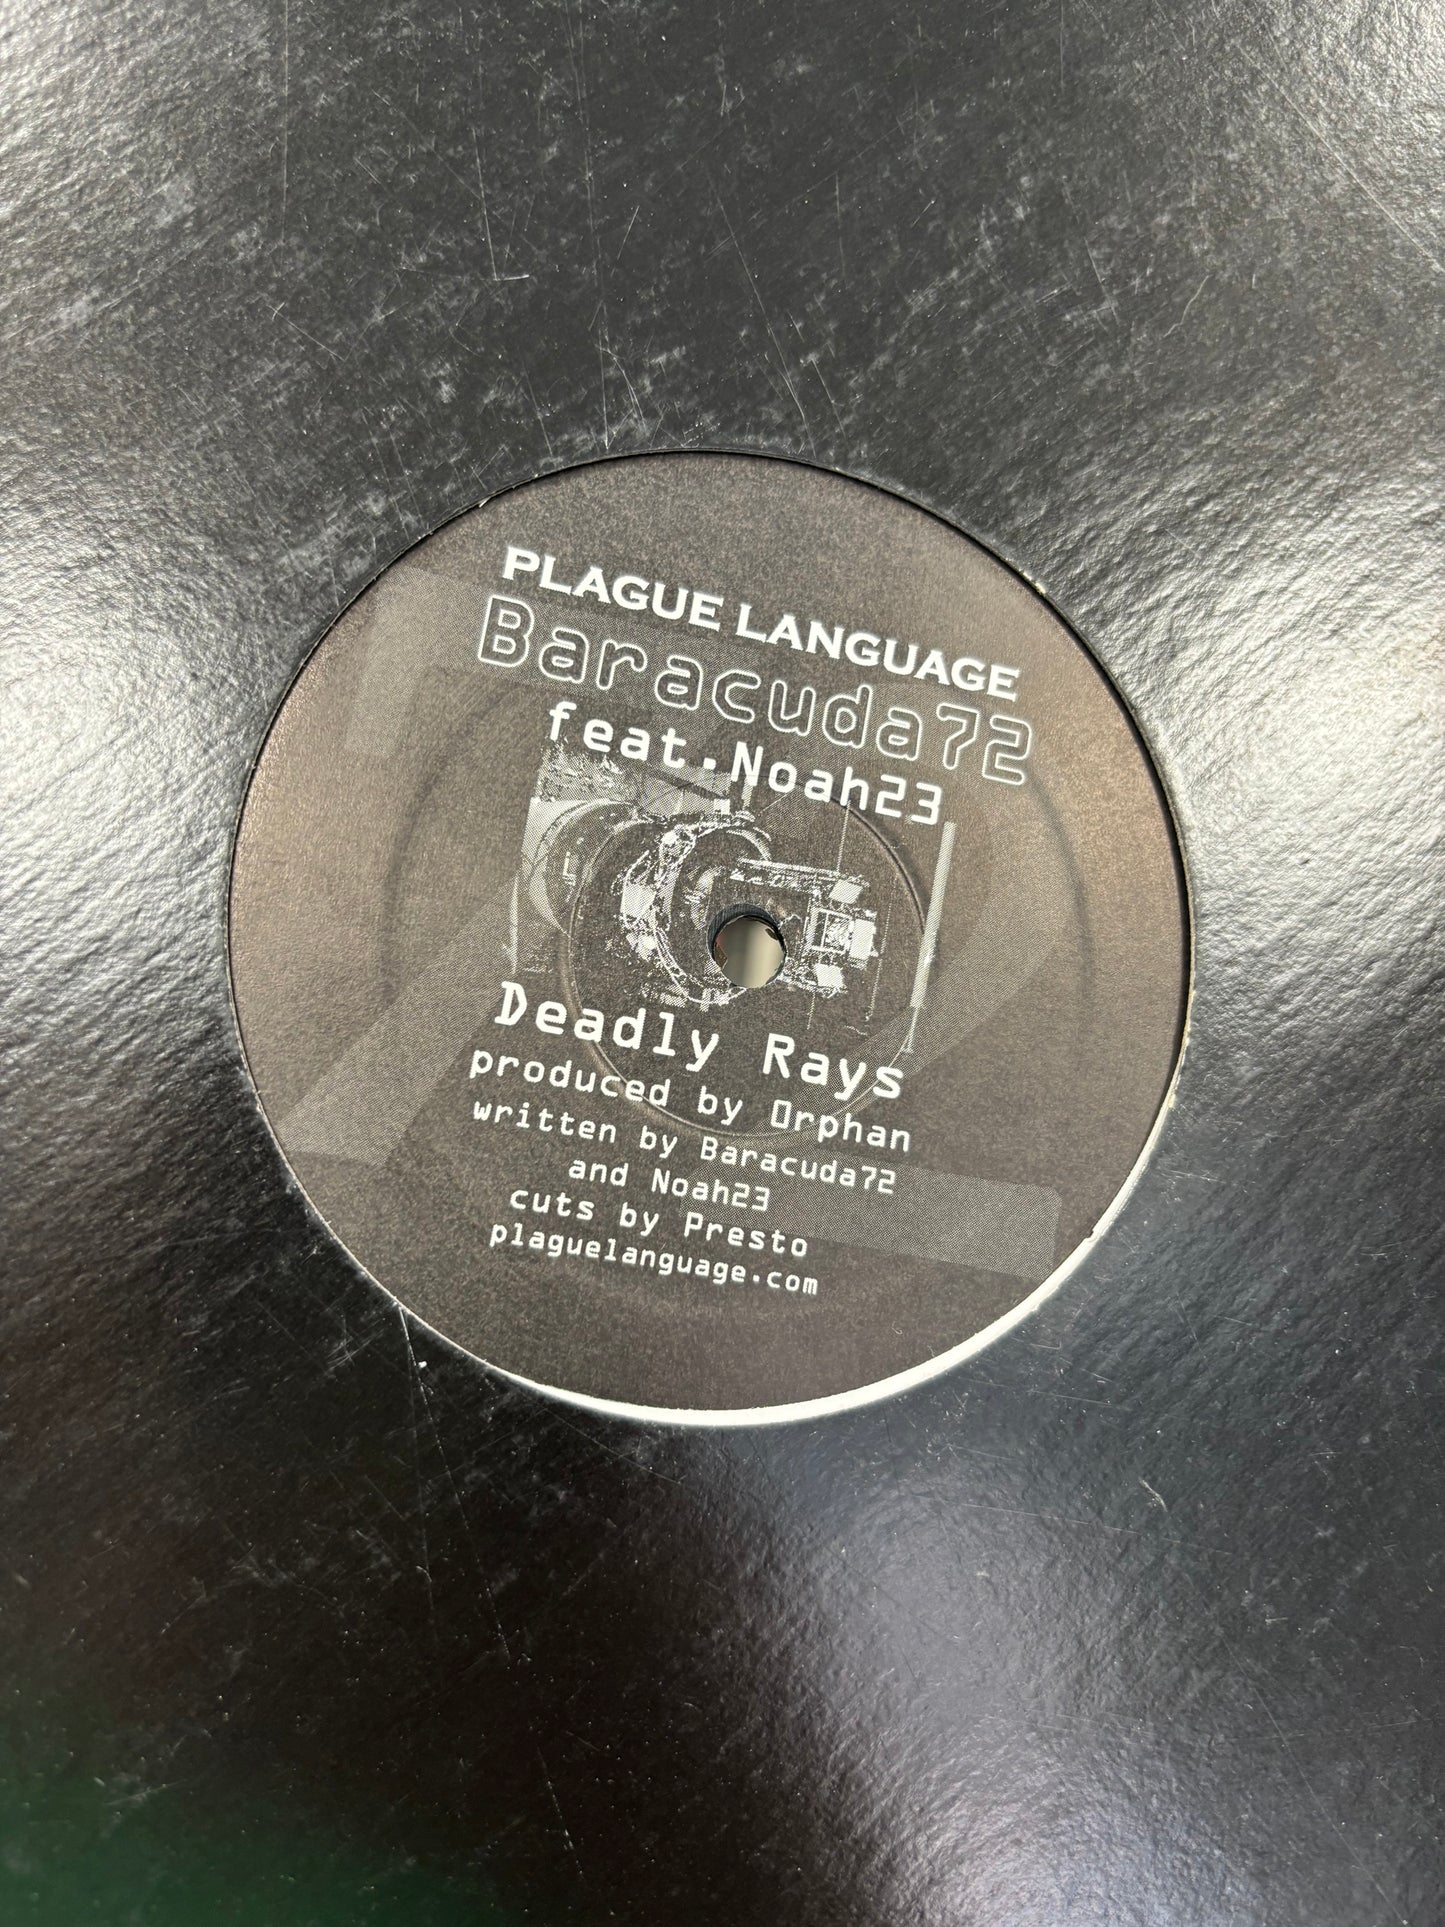 PLAGUE LANGUAGE
Baracuda72
feat.Noah23
Deadly Rays
produced by Orphan
written by Baracuda72
and Noah23
cuts by Presto
plaguelanguage.com